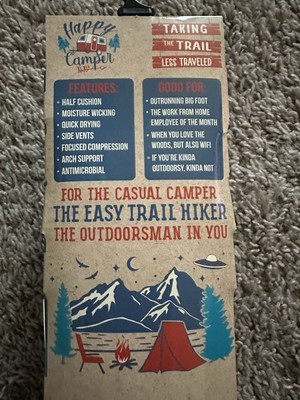 Happy
Camper
TAKING
THE TRAIL
LESS TRAVELED
FEATURES:
• HALF CUSHION
• MOISTURE WICKING
• QUICK DRYING
• SIDE VENTS
• FOCUSED COMPRESSION
• ARCH SUPPORT
• ANTIMICROBIAL
GOOD FOR:
• OUTRUNNING BIG FOOT
• THE WORK FROM HOME
EMPLOYEE OF THE MONTH
• WHEN YOU LOVE THE
WOODS, BUT ALSO WIFI
• IF YOU'RE KINDA
OUTDOORSY, KINDA NOT
FOR THE CASUAL CAMPER
THE EASY TRAIL HIKER
THE OUTDOORSMAN IN YOU